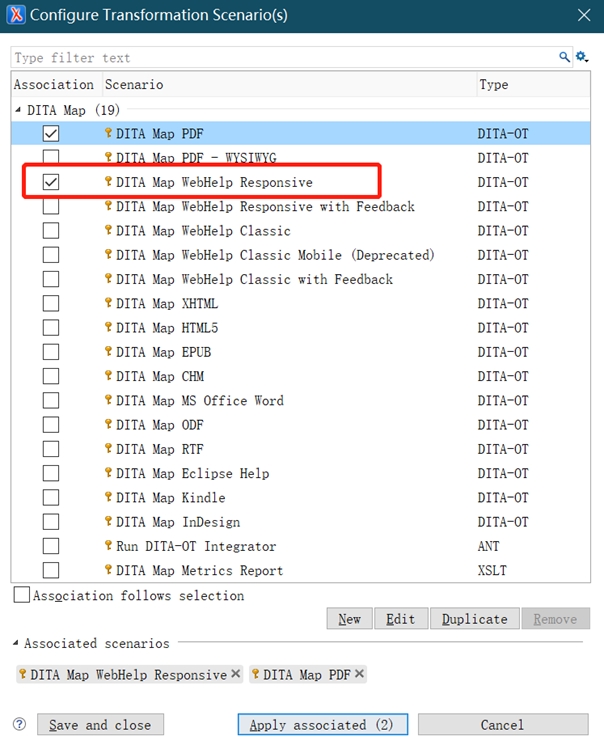 Configure Transformation Scenario(s)
Type filter text
Association Scenario Type
DITA Map (19)
DITA Map PDF DITA-OT
DITA Map PDF - WYSIWYG DITA-OT
DITA Map WebHelp Responsive DITA-OT
DITA Map WebHelp Responsive with Feedback DITA-OT
DITA Map WebHelp Classic DITA-OT
DITA Map WebHelp Classic Mobile (Deprecated) DITA-OT
DITA Map WebHelp Classic with Feedback DITA-OT
DITA Map XHTML DITA-OT
DITA Map HTML5 DITA-OT
DITA Map EPUB DITA-OT
DITA Map CHM DITA-OT
DITA Map MS Office Word DITA-OT
DITA Map ODF DITA-OT
DITA Map RTF DITA-OT
DITA Map Eclipse Help DITA-OT
DITA Map Kindle DITA-OT
DITA Map InDesign DITA-OT
Run DITA-OT Integrator ANT
DITA Map Metrics Report XSLT
Association follows selection
New Edit Duplicate Remove
Associated scenarios
DITA Map WebHelp Responsive DITA Map PDF
Save and close Apply associated (2) Cancel